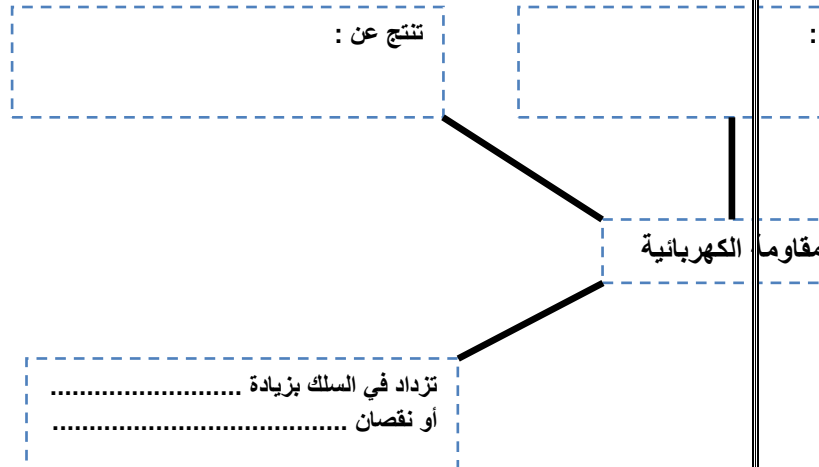 :
تنتج عن :
مقاومة الكهربائية
تزداد في السلك بزيادة ..........................
أو نقصان ........................................